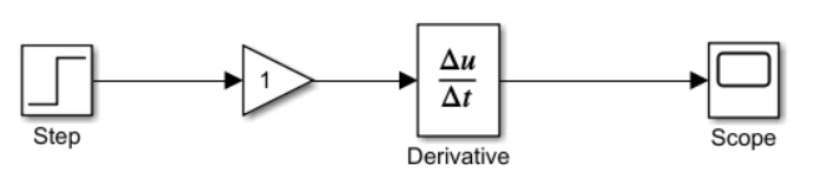 1
Δu
Δt
Step
Derivative
Scope